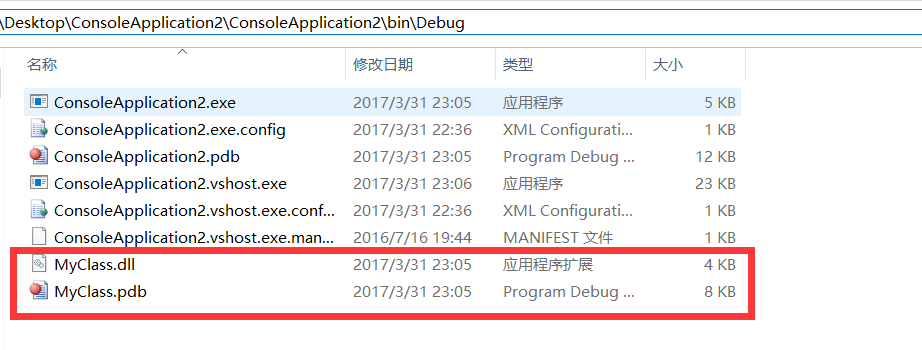 \Desktop\ConsoleApplication2\ConsoleApplication2\bin\Debug
名称 修改日期 类型 大小
ConsoleApplication2.exe 2017/3/31 23:05 应用程序 5 KB
ConsoleApplication2.exe.config 2017/3/31 22:36 XML Configurati... 1 KB
ConsoleApplication2.pdb 2017/3/31 23:05 Program Debug ... 12 KB
ConsoleApplication2.vshost.exe 2017/3/31 23:06 应用程序 23 KB
ConsoleApplication2.vshost.exe.conf... 2017/3/31 22:36 XML Configurati... 1 KB
ConsoleApplication2.vshost.exe.man... 2016/7/16 19:44 MANIFEST 文件 1 KB
MyClass.dll 2017/3/31 23:05 应用程序扩展 4 KB
MyClass.pdb 2017/3/31 23:05 Program Debug ... 8 KB